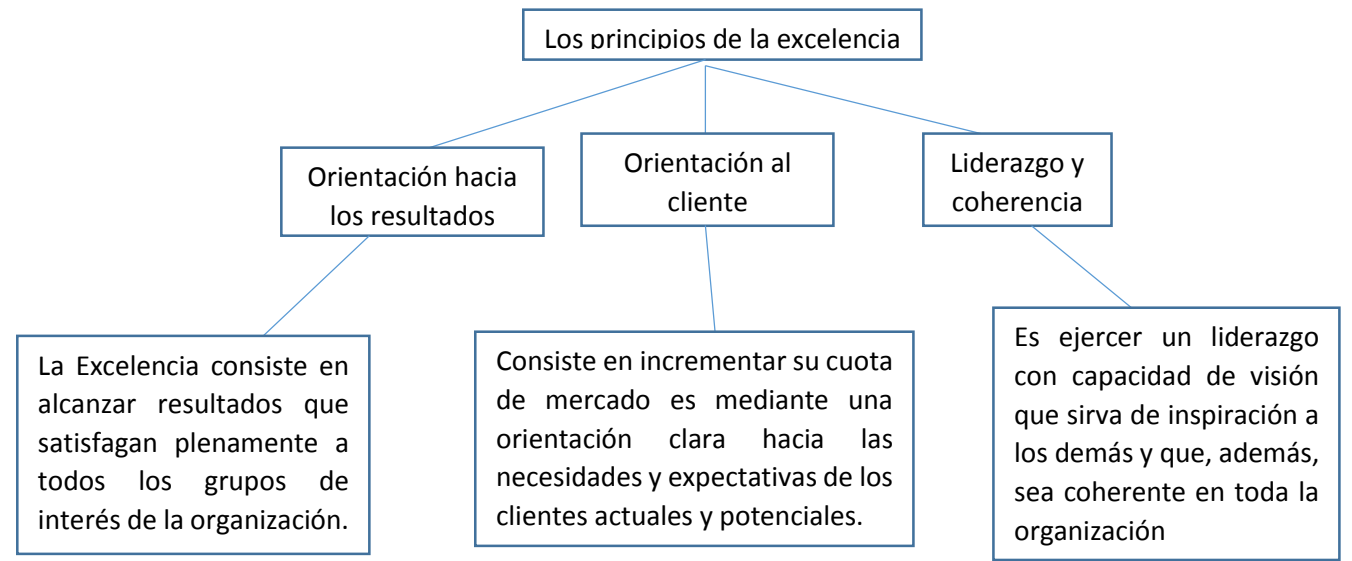 Los principios de la excelencia
Orientación hacia
los resultados
Orientación al
cliente
Liderazgo y
coherencia
La Excelencia consiste en
alcanzar resultados que
satisfagan plenamente a
todos los grupos de
interés de la organización.
Consiste en incrementar su cuota
de mercado es mediante una
orientación clara hacia las
necesidades y expectativas de los
clientes actuales y potenciales.
Es ejercer un liderazgo
con capacidad de visión
que sirva de inspiración a
los demás y que, además,
sea coherente en toda la
organización